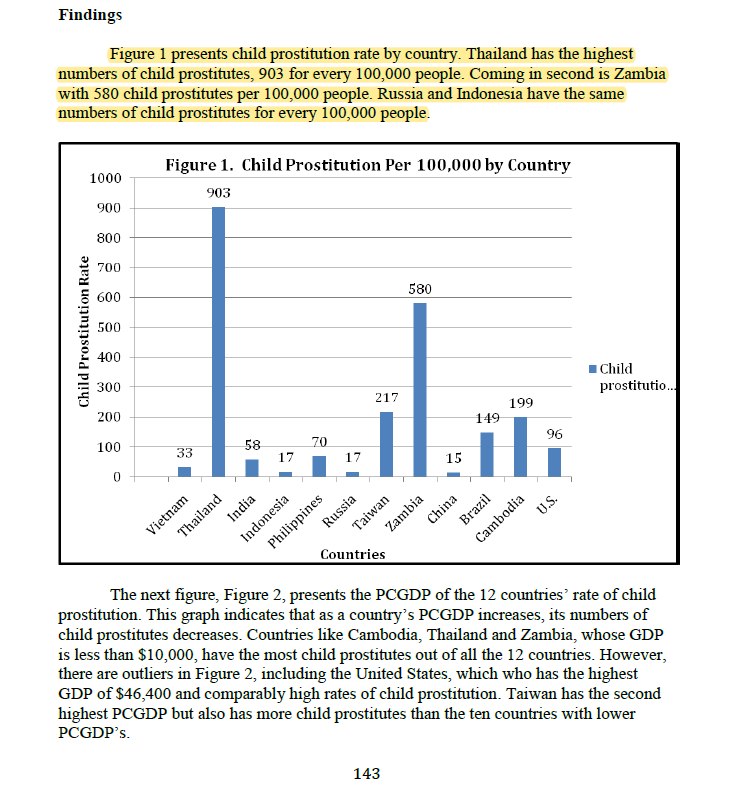 Findings
Figure 1 presents child prostitution rate by country. Thailand has the highest
numbers of child prostitutes, 903 for every 100,000 people. Coming in second is Zambia
with 580 child prostitutes per 100,000 people. Russia and Indonesia have the same
numbers of child prostitutes for every 100,000 people.
Figure 1. Child Prostitution Per 100,000 by Country
Child Prostitution Rate
1000
900
800
700
600
500
400
300
200
100
0
33
903
58
17
70
17
217
580
15
149
199
96
Vietnam
Thailand
India
Indonesia
Philippines
Russia
Taiwan
Zambia
China
Brazil
Cambodia
U.S.
Countries
Child
prostitutio...
The next figure, Figure 2, presents the PCGDP of the 12 countries’ rate of child
prostitution. This graph indicates that as a country’s PCGDP increases, its numbers of
child prostitutes decreases. Countries like Cambodia, Thailand and Zambia, whose GDP
is less than $10,000, have the most child prostitutes out of all the 12 countries. However,
there are outliers in Figure 2, including the United States, which who has the highest
GDP of $46,400 and comparably high rates of child prostitution. Taiwan has the second
highest PCGDP but also has more child prostitutes than the ten countries with lower
PCGDP’s.
143